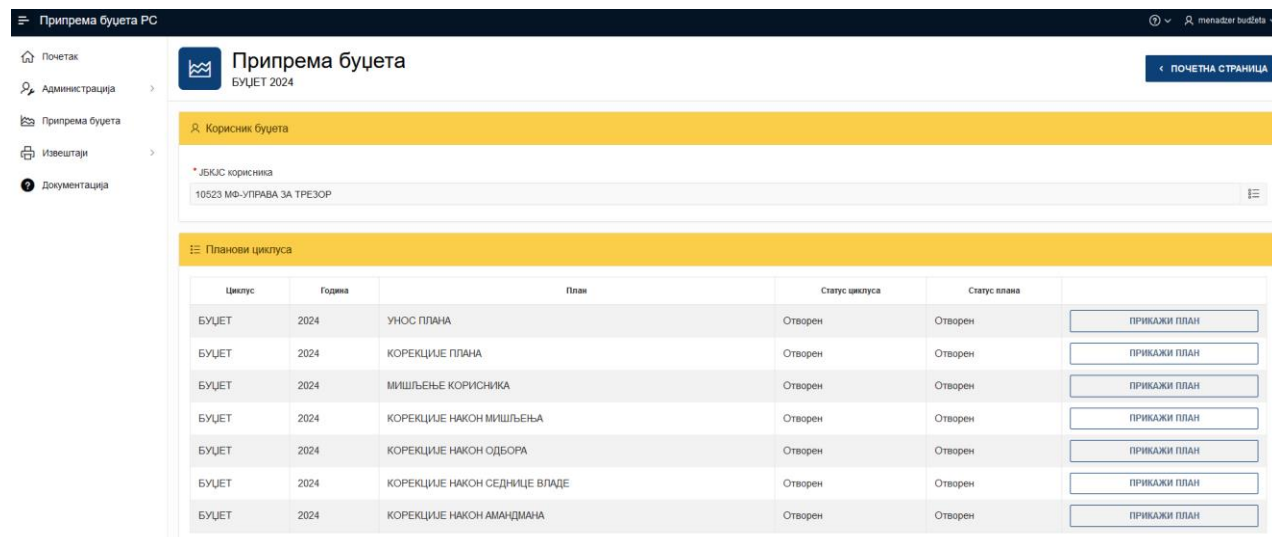 Припрема буџета РС
menadzer budžeta
Почетак
Администрација
Припрема буџета
Извештаји
Документација
Припрема буџета
БУЏЕТ 2024
ПОЧЕТНА СТРАНИЦА
Корисник буџета
* ЈБКЈС корисника
10523 МФ-УПРАВА ЗА ТРЕЗОР
Планови циклуса
Циклус Година План Статус циклуса Статус плана
БУЏЕТ 2024 УНОС ПЛАНА Отворен Отворен ПРИКАЖИ ПЛАН
БУЏЕТ 2024 КОРЕКЦИЈЕ ПЛАНА Отворен Отворен ПРИКАЖИ ПЛАН
БУЏЕТ 2024 МИШЉЕЊЕ КОРИСНИКА Отворен Отворен ПРИКАЖИ ПЛАН
БУЏЕТ 2024 КОРЕКЦИЈЕ НАКОН МИШЉЕЊА Отворен Отворен ПРИКАЖИ ПЛАН
БУЏЕТ 2024 КОРЕКЦИЈЕ НАКОН ОДБОРА Отворен Отворен ПРИКАЖИ ПЛАН
БУЏЕТ 2024 КОРЕКЦИЈЕ НАКОН СЕДНИЦЕ ВЛАДЕ Отворен Отворен ПРИКАЖИ ПЛАН
БУЏЕТ 2024 КОРЕКЦИЈЕ НАКОН АМАНДМАНА Отворен Отворен ПРИКАЖИ ПЛАН